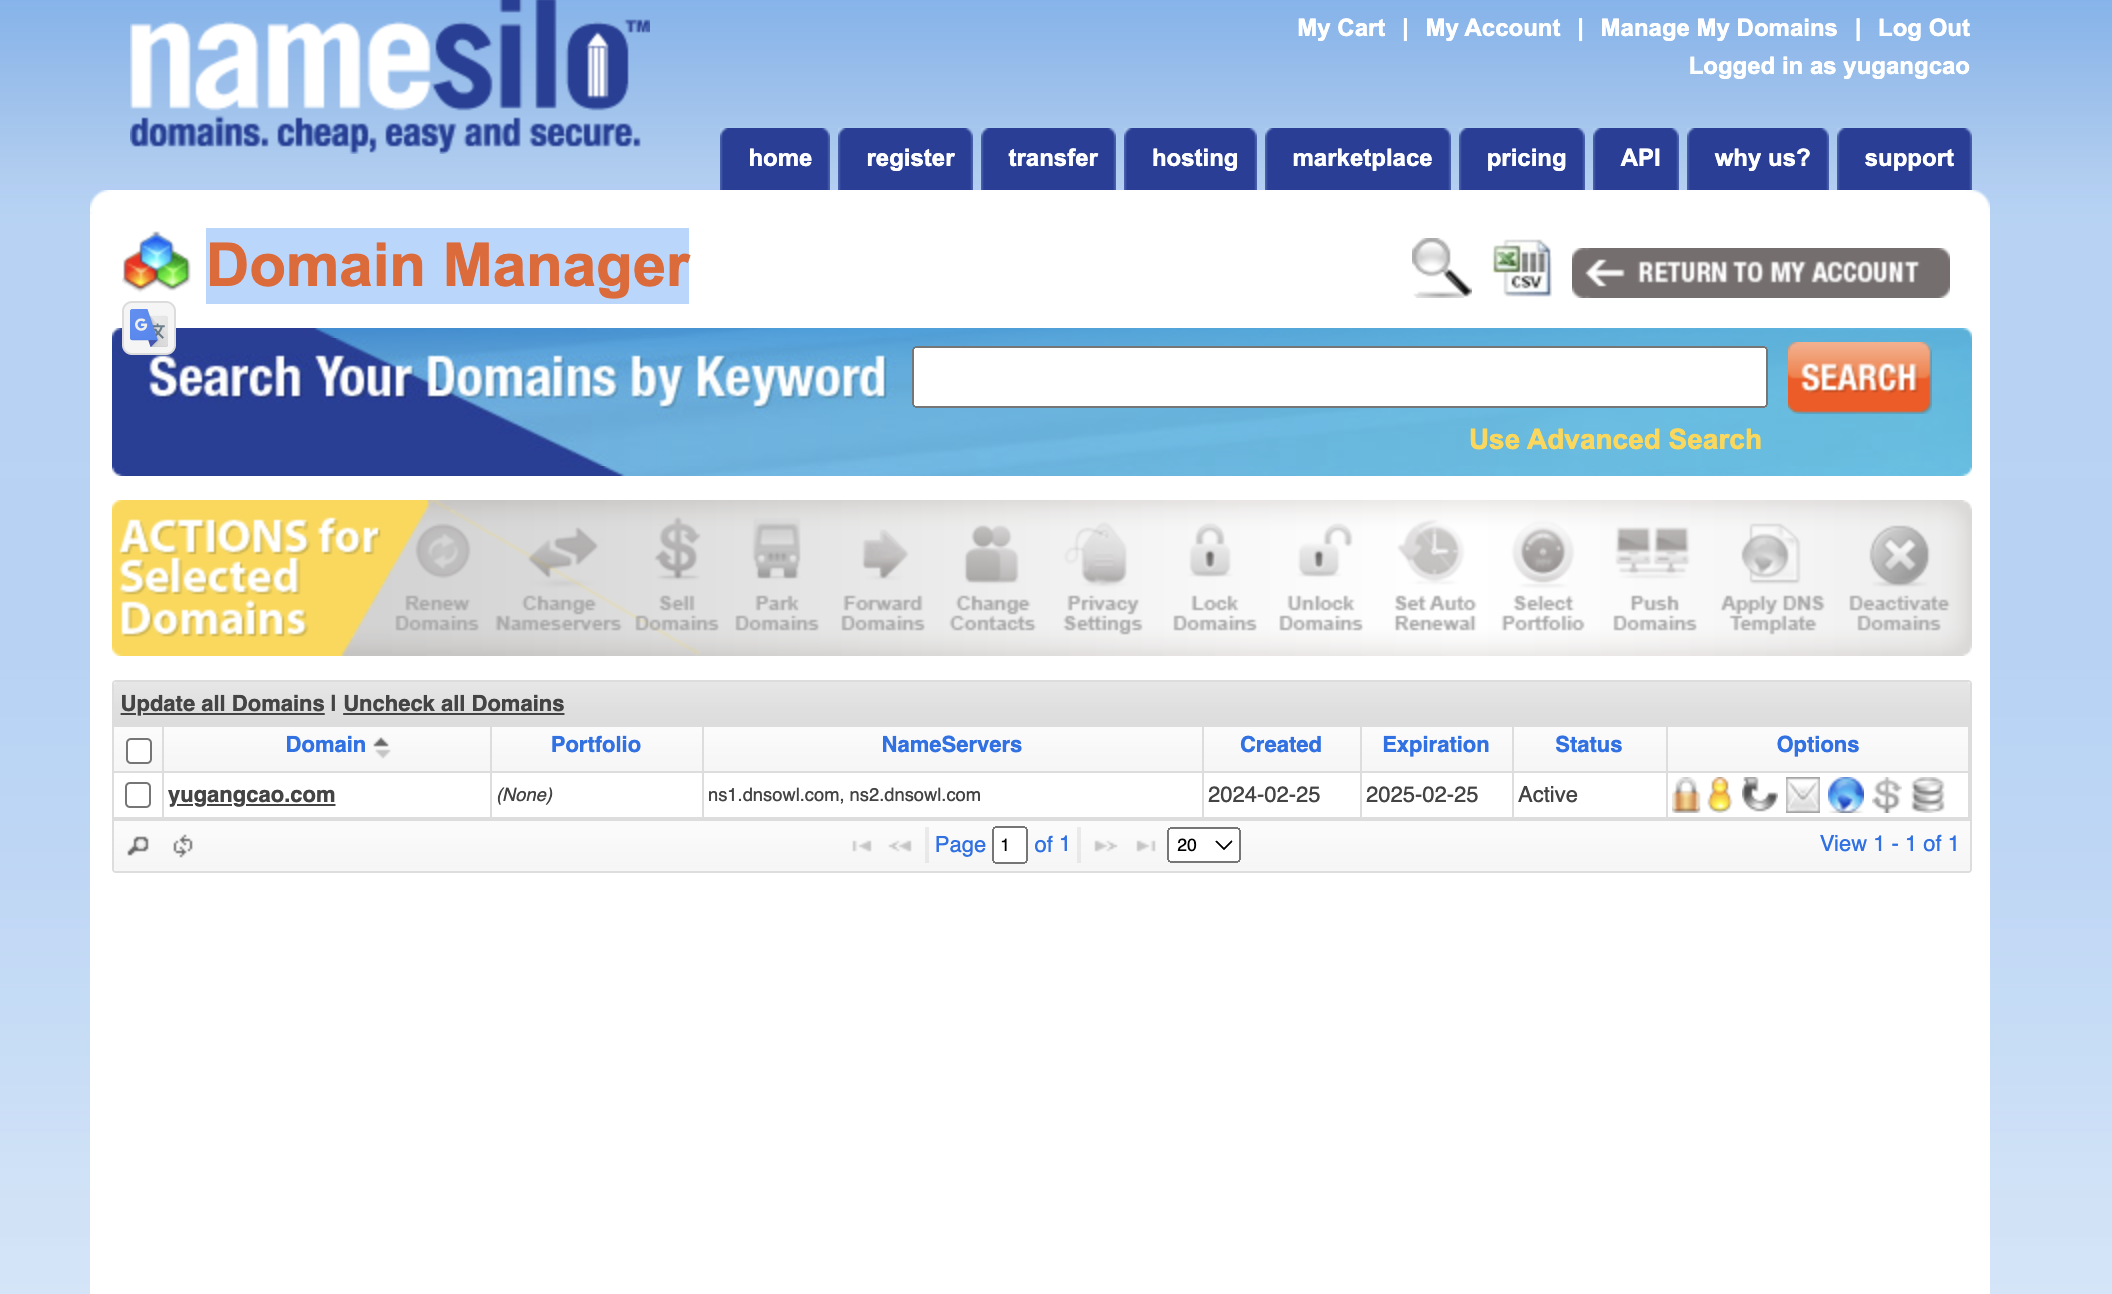 namesilo™
domains. cheap, easy and secure.
My Cart | My Account | Manage My Domains | Log Out
Logged in as yugangcao
home register transfer hosting marketplace pricing API why us? support
Domain Manager
CSV
RETURN TO MY ACCOUNT
G 文
Search Your Domains by Keyword
SEARCH
Use Advanced Search
ACTIONS for
Selected
Domains
Renew
Domains
Change
Nameservers
Sell
Domains
Park
Domains
Forward
Domains
Change
Contacts
Privacy
Settings
Lock
Domains
Unlock
Domains
Set Auto
Renewal
Select
Portfolio
Push
Domains
Apply DNS
Template
Deactivate
Domains
Update all Domains | Uncheck all Domains
Domain Portfolio NameServers Created Expiration Status Options
yugangcao.com (None) ns1.dnsowl.com, ns2.dnsowl.com 2024-02-25 2025-02-25 Active
Page 1 of 1 20 View 1 - 1 of 1